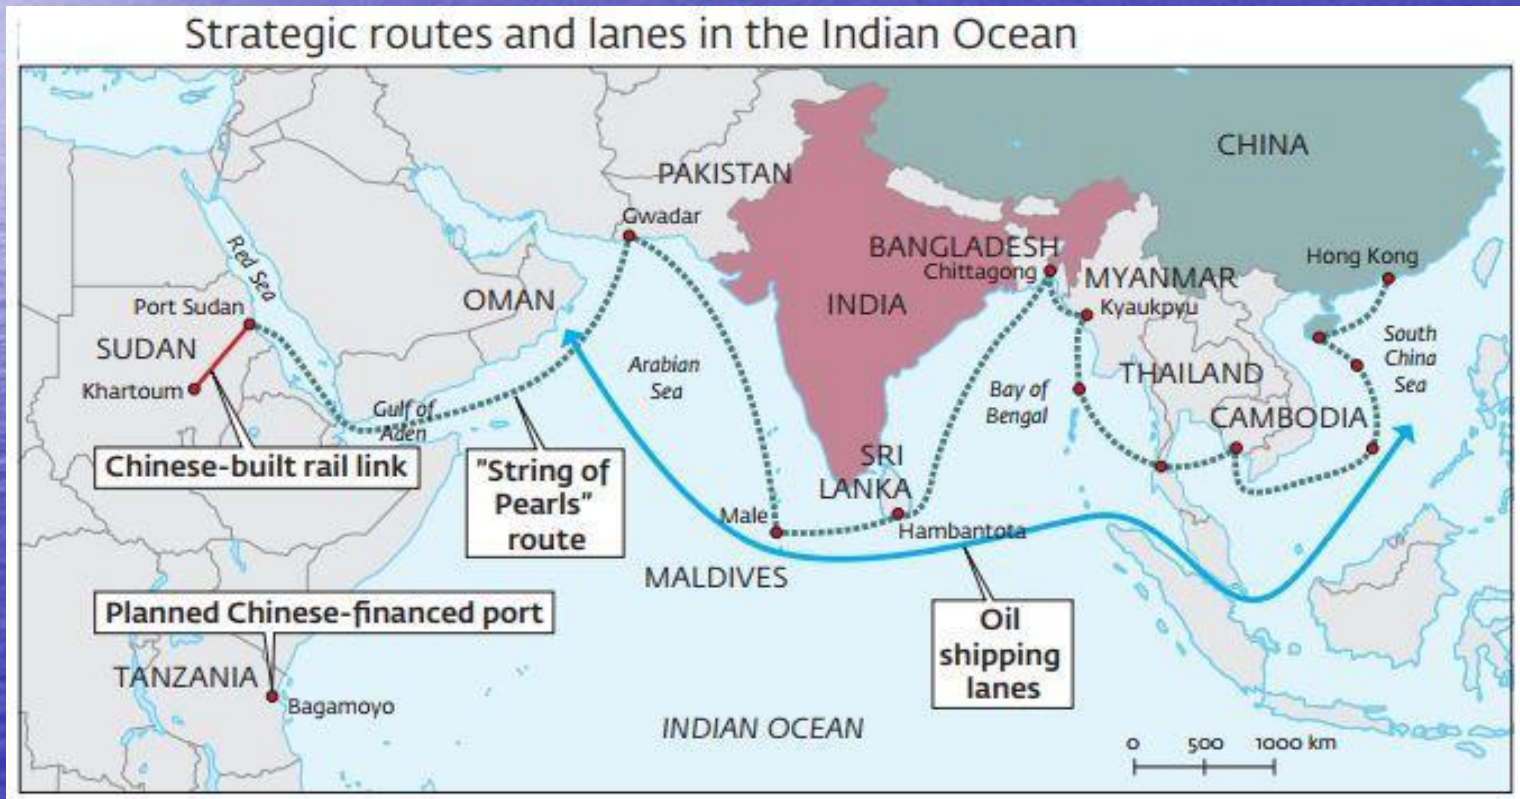 Strategic routes and lanes in the Indian Ocean
CHINA
PAKISTAN
Gwadar
Red Sea
BANGLADESH
Chittagong
Hong Kong
MYANMAR
Kyaukpyu
OMAN
INDIA
Port Sudan
SUDAN
Khartoum
Arabian
Sea
South
China
Sea
THAILAND
Bay of
Bengal
CAMBODIA
Gulf of
Aden
Chinese-built rail link
"String of
Pearls"
route
SRI
LANKA
Male
Hambantota
MALDIVES
Planned Chinese-financed port
Oil
shipping
lanes
TANZANIA
Bagamoyo
INDIAN OCEAN
0 500 1000 km